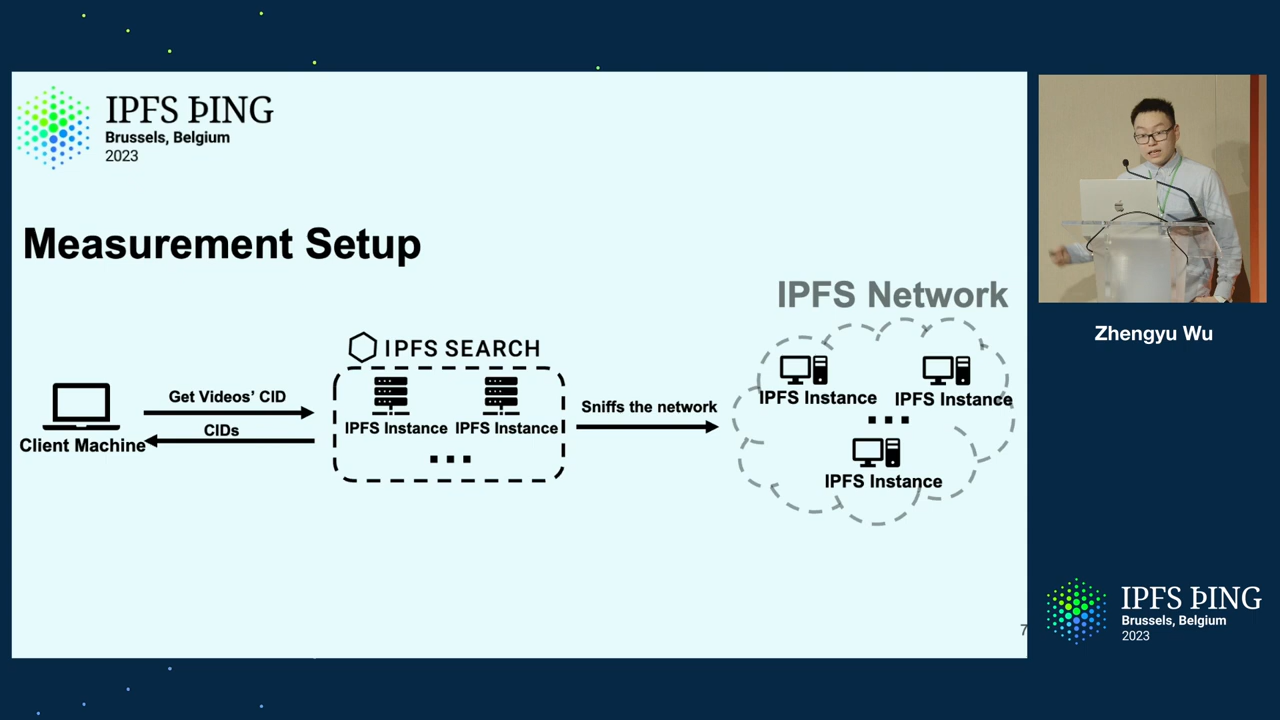 IPFS ÞING
Brussels, Belgium
2023
Measurement Setup
IPFS Network
IPFS SEARCH
Get Videos’ CID
CIDs
Client Machine
IPFS Instance IPFS Instance
...
Sniffs the network
IPFS Instance IPFS Instance
...
IPFS Instance
7
Zhengyu Wu
IPFS ÞING
Brussels, Belgium
2023